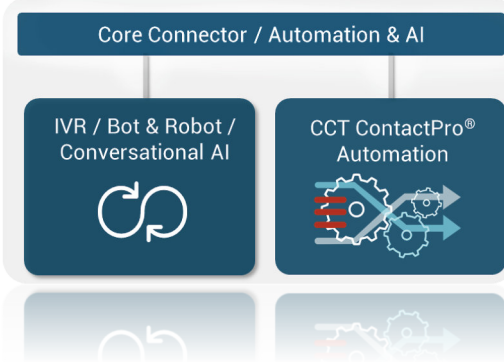 Core Connector / Automation & AI
IVR / Bot & Robot /
Conversational AI
CCT ContactPro®
Automation